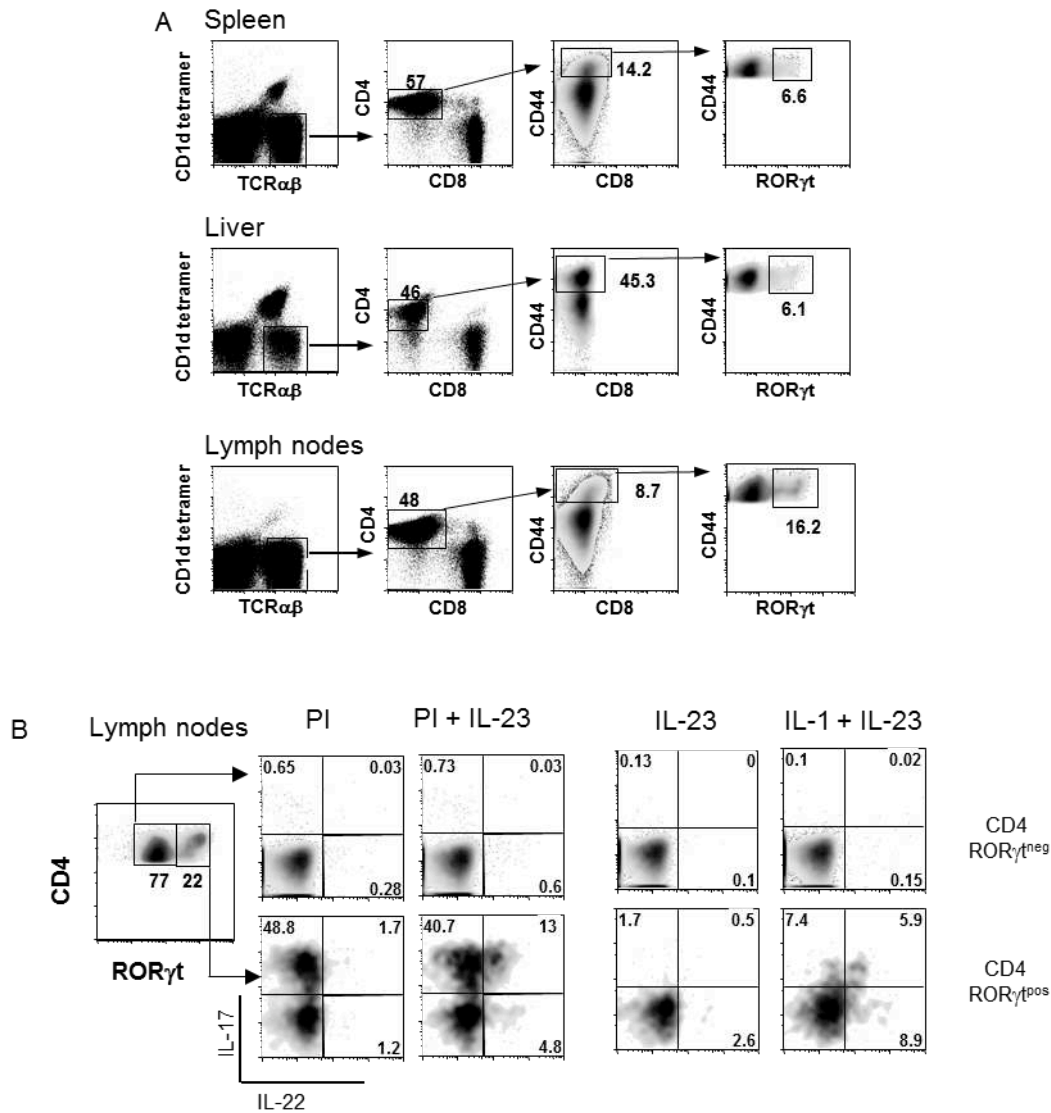 A
Spleen
CD1d tetramer
TCRαβ
CD4
57
CD8
CD44
14.2
CD8
CD44
6.6
RORγt
Liver
CD1d tetramer
TCRαβ
CD4
46
CD8
CD44
45.3
CD8
CD44
6.1
RORγt
Lymph nodes
CD1d tetramer
TCRαβ
CD4
48
CD8
CD44
8.7
CD8
CD44
16.2
RORγt
B
Lymph nodes
PI
PI + IL-23
IL-23
IL-1 + IL-23
CD4
77 22
RORγt
0.65 0.03
0.28
0.73 0.03
0.6
0.13 0
0.1
0.1 0.02
0.15
CD4
RORγtneg
48.8 1.7
1.2
40.7 13
4.8
1.7 0.5
2.6
7.4 5.9
8.9
CD4
RORγtpos
IL-17
IL-22